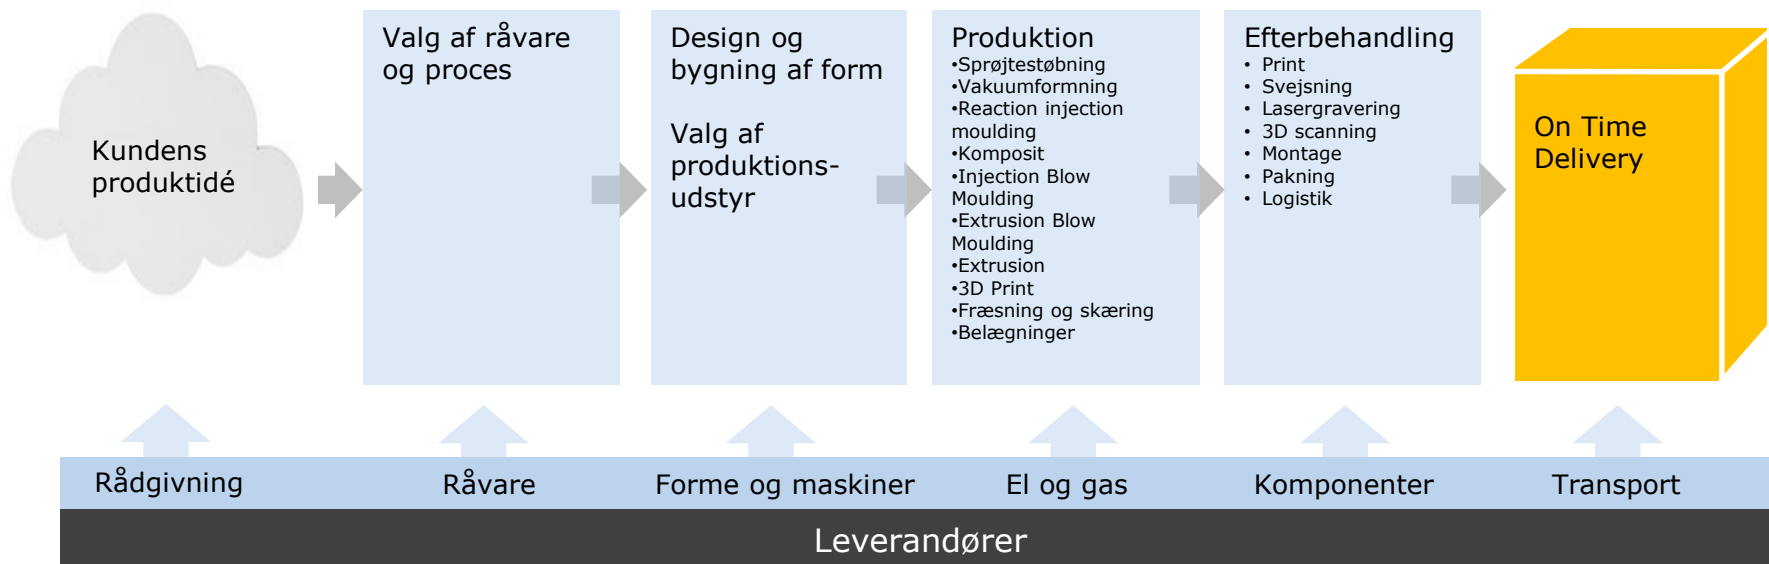 Kundens
produktidé
Valg af råvare
og proces
Design og
bygning af form
Valg af
produktions-
udstyr
Produktion
•Sprøjtestøbning
•Vakuumformning
•Reaction injection
moulding
•Komposit
•Injection Blow
Moulding
•Extrusion Blow
Moulding
•Extrusion
•3D Print
•Fræsning og skæring
•Belægninger
Efterbehandling
• Print
• Svejsning
• Lasergravering
• 3D scanning
• Montage
• Pakning
• Logistik
On Time
Delivery
Rådgivning
Råvare
Forme og maskiner
El og gas
Komponenter
Transport
Leverandører